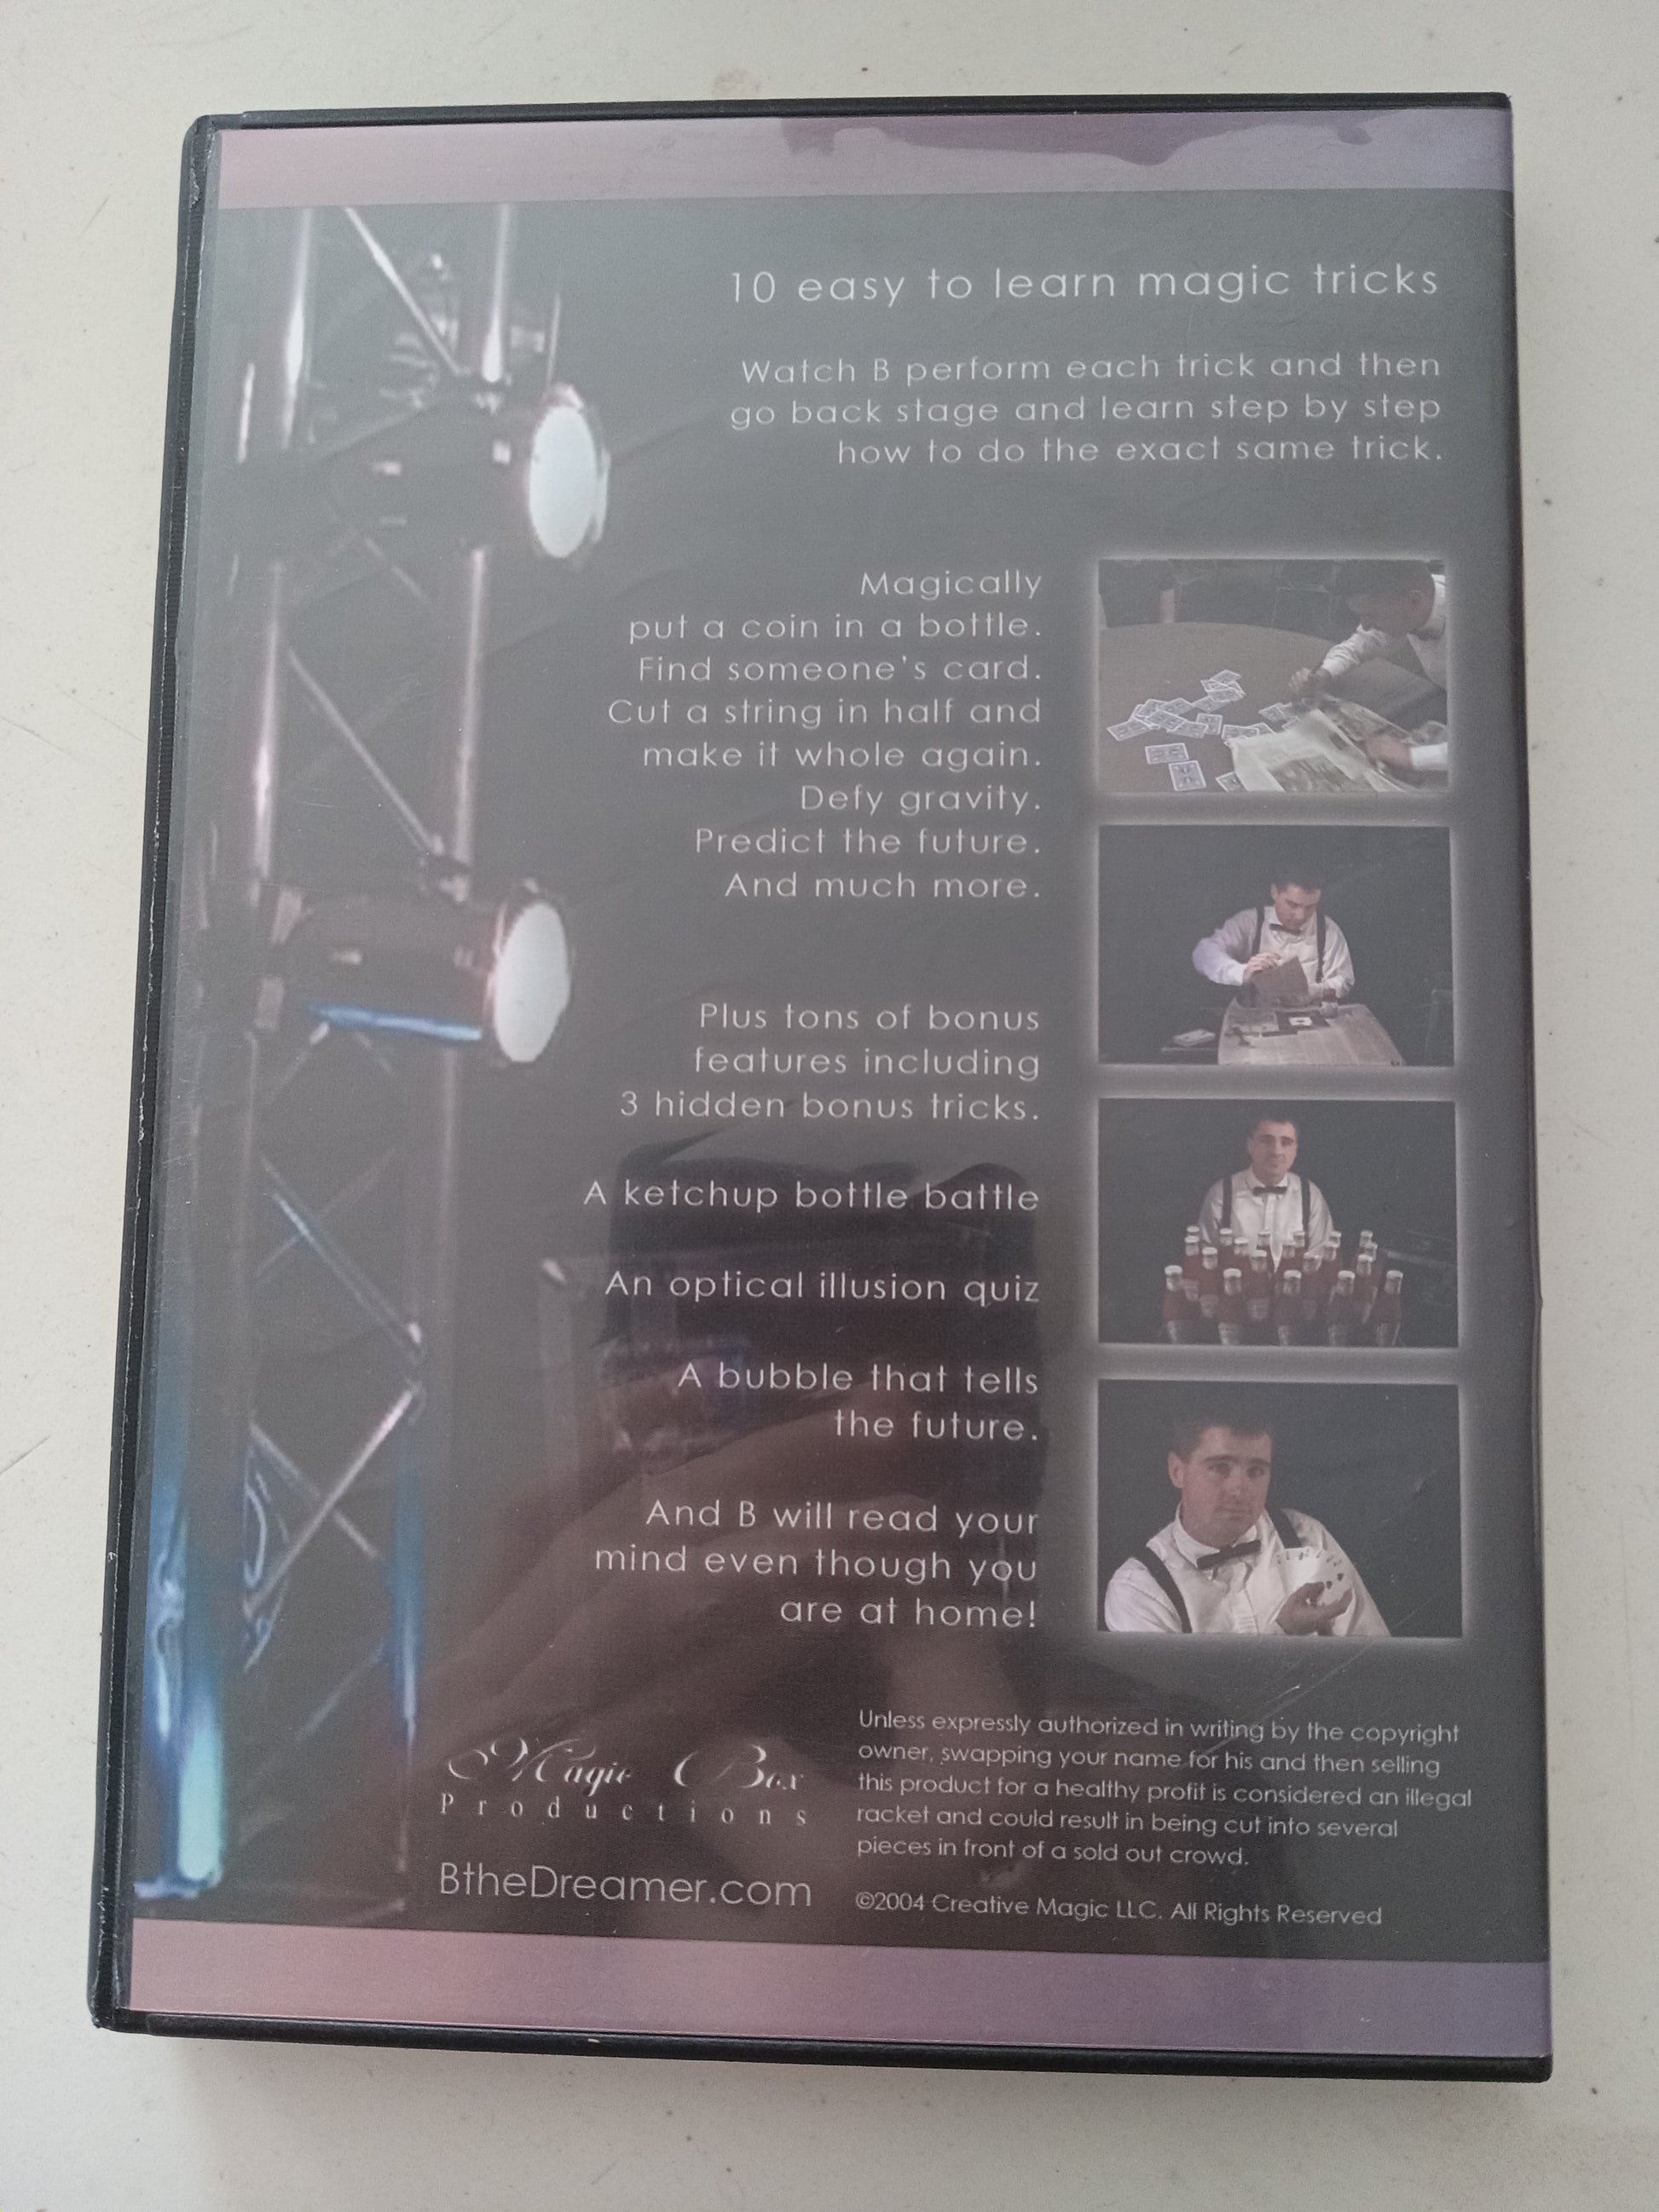 10 easy to learn magic tricks
Watch B perform each trick and then
go back stage and learn step by step
how to do the exact same trick.
Magically
put a coin in a bottle.
Find someone's card.
Cut a string in half and
make it whole again.
Defy gravity.
Predict the future.
And much more.
Plus tons of bonus
features including
3 hidden bonus tricks.
A ketchup bottle battle
An optical illusion quiz
A bubble that tells
the future.
And B will read your
mind even though you
are at home!
Magic Box
Productions
BtheDreamer.com
Unless expressly authorized in writing by the copyright
owner, swapping your name for his and then selling
this product for a healthy profit is considered an illegal
racket and could result in being cut into several
pieces in front of a sold out crowd.
©2004 Creative Magic LLC. All Rights Reserved